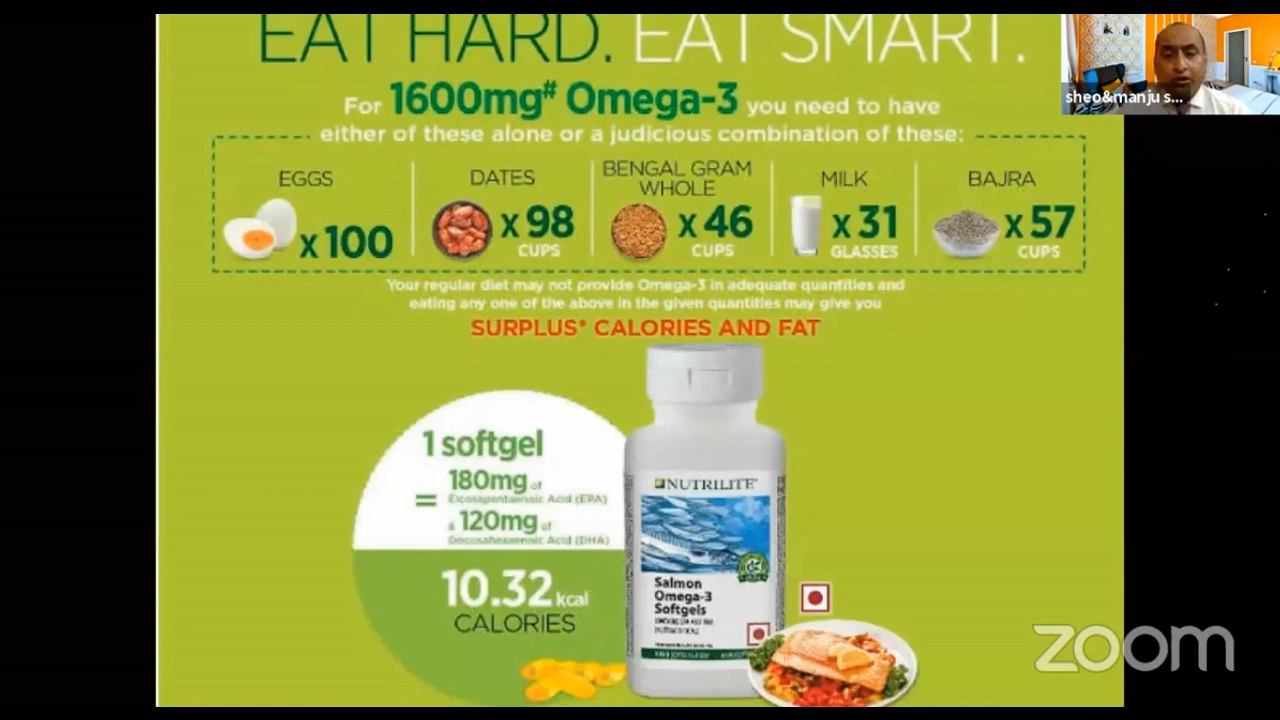 EAT HARD. EAT SMART.
sheo&manju s...
For 1600mg# Omega-3 you need to have
either of these alone or a judicious combination of these:
EGGS
x100
DATES
x 98
CUPS
BENGAL GRAM
WHOLE
x 46
CUPS
MILK
x31
GLASSES
BAJRA
x 57
CUPS
Your regular diet may not provide Omega-3 in adequate quantities and
eating any one of the above in the given quantities may give you
SURPLUS* CALORIES AND FAT
1 softgel
= 180mg of
Eicosapentaenoic Acid (EPA)
& 120mg of
Docosahexaenoic Acid (DHA)
10.32 kcal
CALORIES
NUTRILITE
Salmon
Omega-3
Softgels
zoom